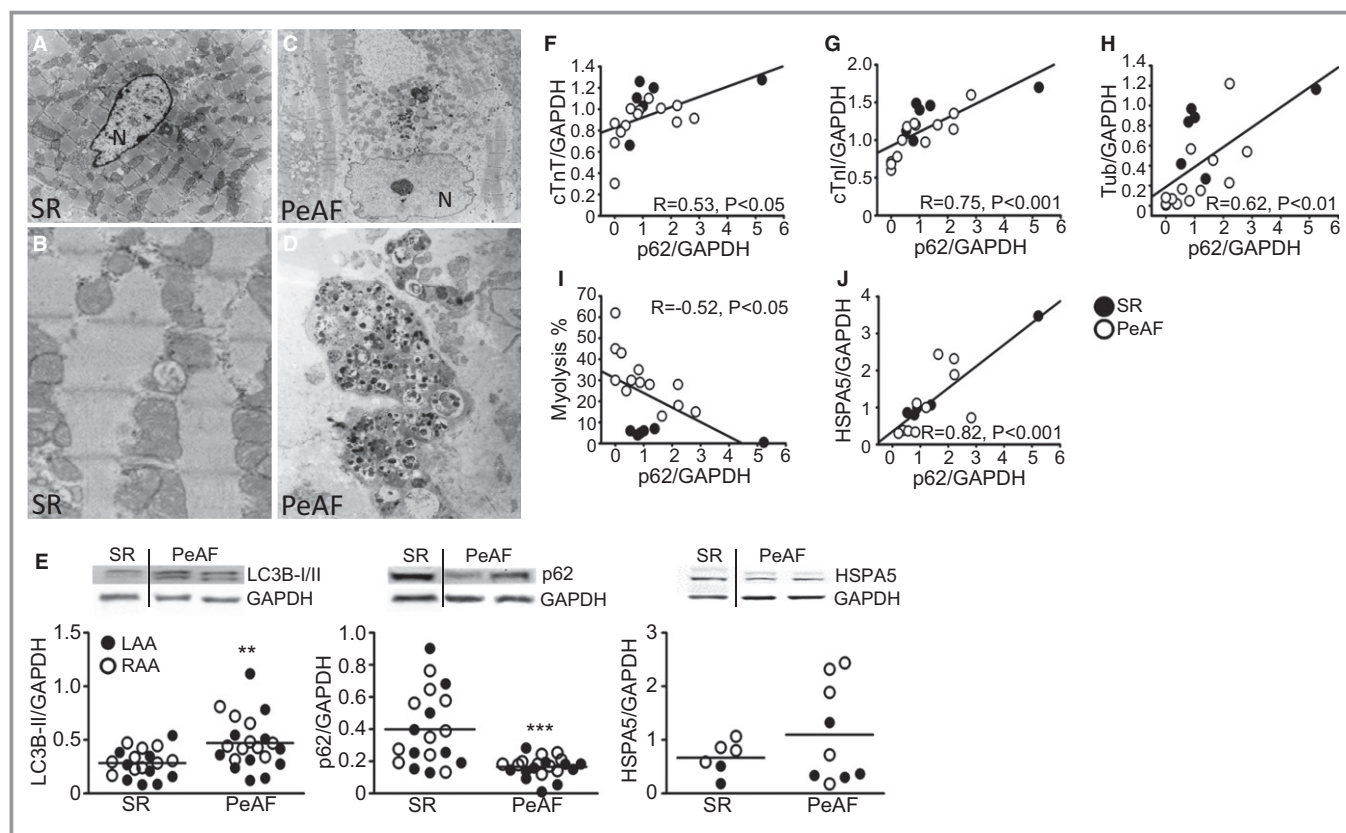 A
N
SR
C
N
PeAF
B
SR
D
PeAF
F
cTnT/GAPDH
1.4
1.2
1.0
0.8
0.6
0.4
0.2
0
R=0.53, P<0.05
0 1 2 3 4 5 6
p62/GAPDH
G
cTnI/GAPDH
2.0
1.5
1.0
0.5
0
R=0.75, P<0.001
0 1 2 3 4 5 6
p62/GAPDH
H
Tub/GAPDH
1.4
1.2
1.0
0.8
0.6
0.4
0.2
0
R=0.62, P<0.01
0 1 2 3 4 5 6
p62/GAPDH
I
Myolysis %
70
60
50
40
30
20
10
0
R=-0.52, P<0.05
0 1 2 3 4 5 6
p62/GAPDH
J
HSPA5/GAPDH
4
3
2
1
0
R=0.82, P<0.001
0 1 2 3 4 5 6
p62/GAPDH
SR
PeAF
E
SR PeAF
LC3B-I/II
GAPDH
LC3B-II/GAPDH
1.5
1.0
0.5
0
LAA
RAA
**
SR PeAF
SR PeAF
p62
GAPDH
p62/GAPDH
1.0
0.8
0.6
0.4
0.2
0
***
SR PeAF
SR PeAF
HSPA5
GAPDH
HSPA5/GAPDH
3
2
1
0
SR PeAF